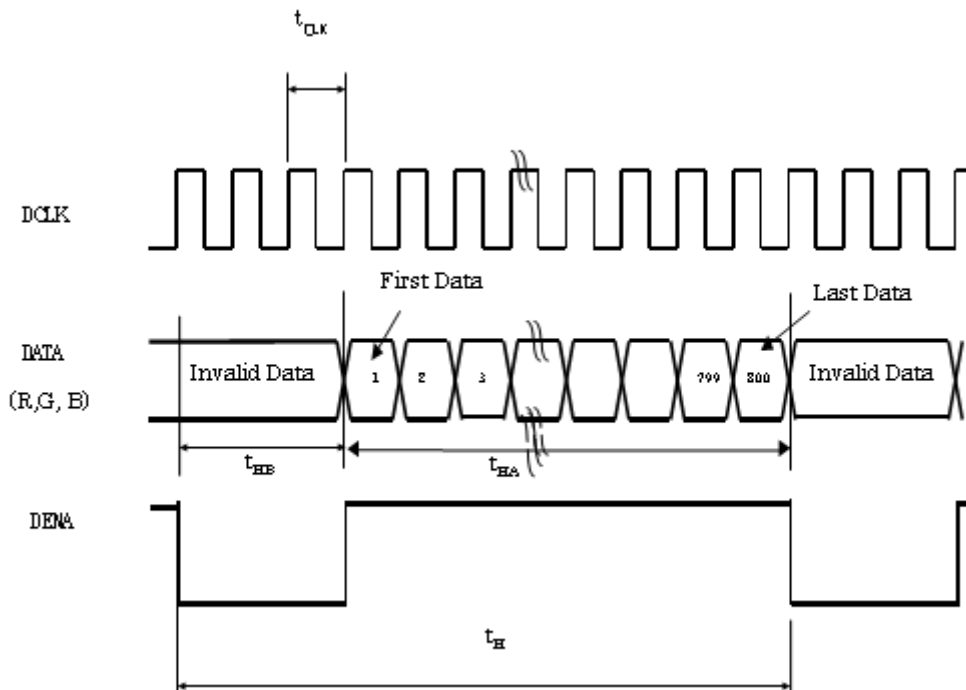 tCLK
DCLK
First Data
Last Data
DATA
(R,G, B)
Invalid Data
1
2
3
799
800
Invalid Data
tHB
tHA
DENA
tH